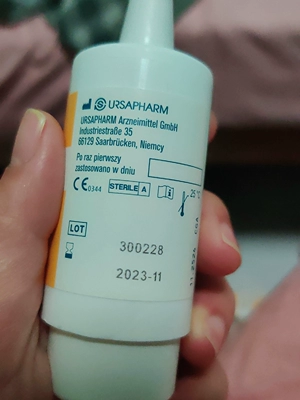 URSAPHARM
URSAPHARM Arzneimittel GmbH
Industriestraße 35
66129 Saarbrücken, Niemcy
Po raz pierwszy
zastosowano w dniu
CE 0344 STERILE A i 25°C
LOT 300228
2023-11